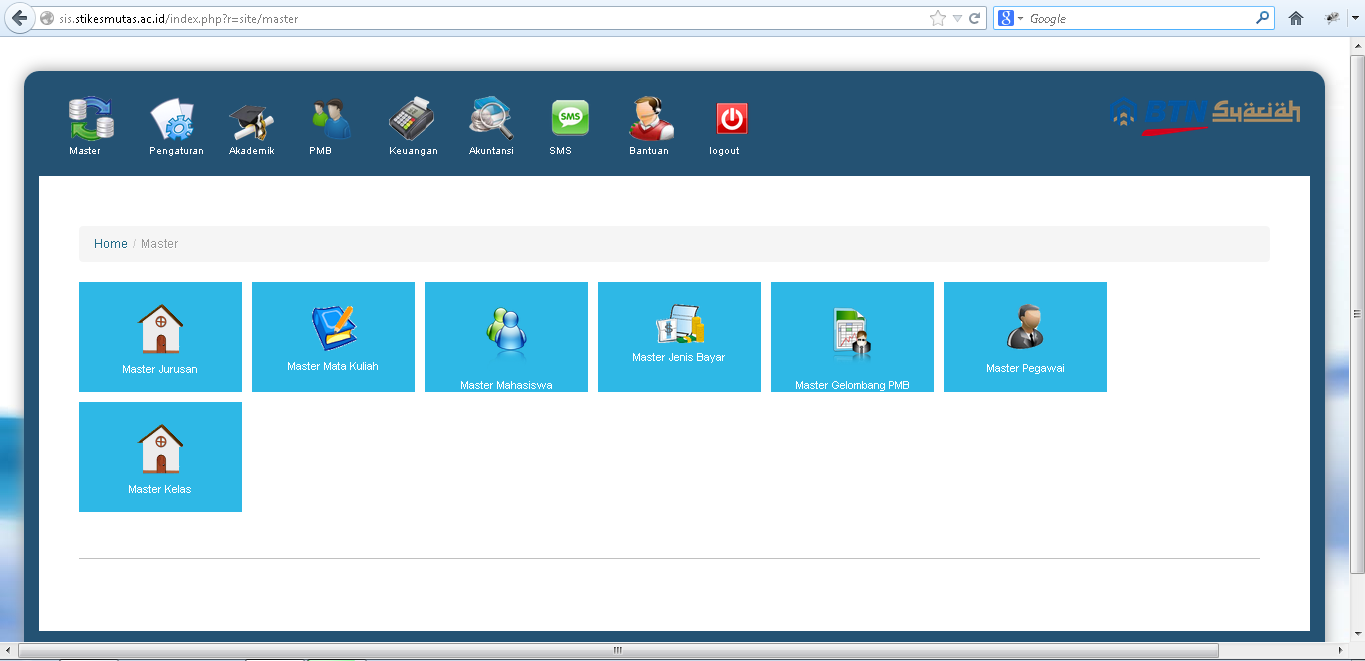 sis.stikesmutas.ac.id/index.php?r=site/master
8
Google
SMS
BTN Syariah
Master
Pengaturan
Akademik
PMB
Keuangan
Akuntansi
SMS
Bantuan
logout
Home / Master
Master Jurusan
Master Mata Kuliah
Master Mahasiswa
Master Jenis Bayar
Master Gelombang PMB
Master Pegawai
Master Kelas